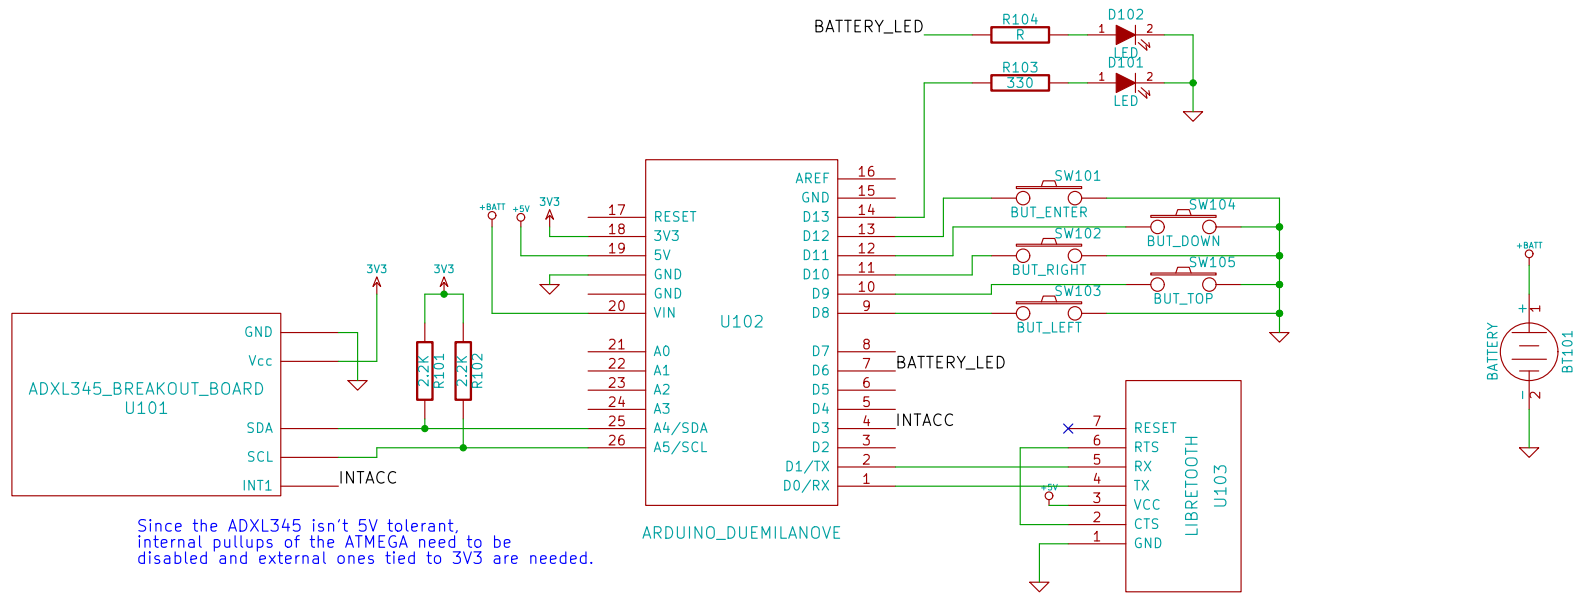 BATTERY_LED
R104
R
D102
1
2
LED
R103
330
D101
1
2
LED
U102
ARDUINO_DUEMILANOVE
AREF 16
GND 15
D13 14
D12 13
D11 12
D10 11
D9 10
D8 9
D7 8
D6 7
D5 6
D4 5
D3 4
D2 3
D1/TX 2
D0/RX 1
17 RESET
18 3V3
19 5V
GND
GND
20 VIN
21 A0
22 A1
23 A2
24 A3
25 A4/SDA
26 A5/SCL
+BATT
+5V
3V3
3V3
3V3
2.2K
R101
2.2K
R102
GND
Vcc
ADXL345_BREAKOUT_BOARD
U101
SDA
SCL
INT1
INTACC
Since the ADXL345 isn't 5V tolerant,
internal pullups of the ATMEGA need to be
disabled and external ones tied to 3V3 are needed.
SW101
BUT_ENTER
SW104
BUT_DOWN
SW102
BUT_RIGHT
SW105
BUT_TOP
SW103
BUT_LEFT
BATTERY_LED
INTACC
+5V
7 RESET
6 RTS
5 RX
4 TX
3 VCC
2 CTS
1 GND
LIBRETOOTH
U103
+BATT
+
1
BATTERY
BT101
-
2